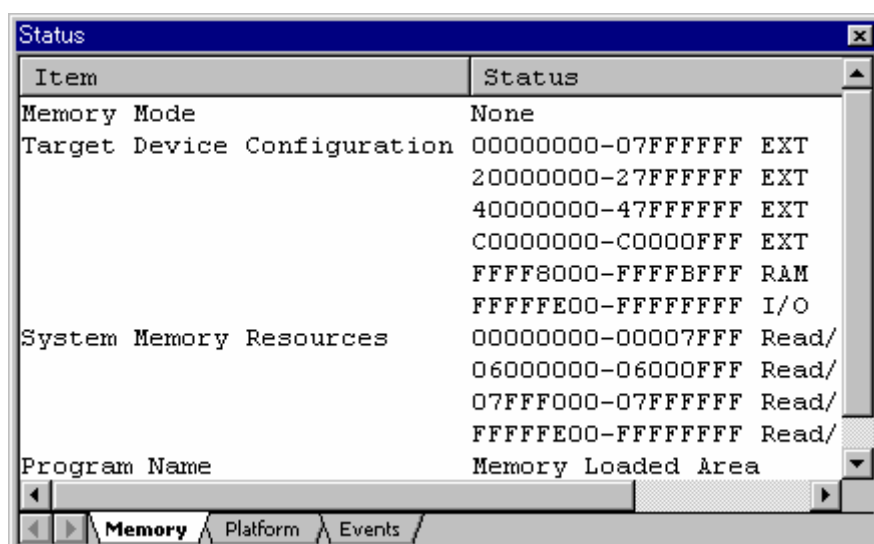 Status
Item Status
Memory Mode None
Target Device Configuration 00000000-07FFFFFF EXT
20000000-27FFFFFF EXT
40000000-47FFFFFF EXT
C0000000-C0000FFF EXT
FFFF8000-FFFFBFFF RAM
FFFFFE00-FFFFFFFF I/O
System Memory Resources 00000000-00007FFF Read/
06000000-06000FFF Read/
07FFF000-07FFFFFF Read/
FFFFFE00-FFFFFFFF Read/
Program Name Memory Loaded Area
Memory Platform Events